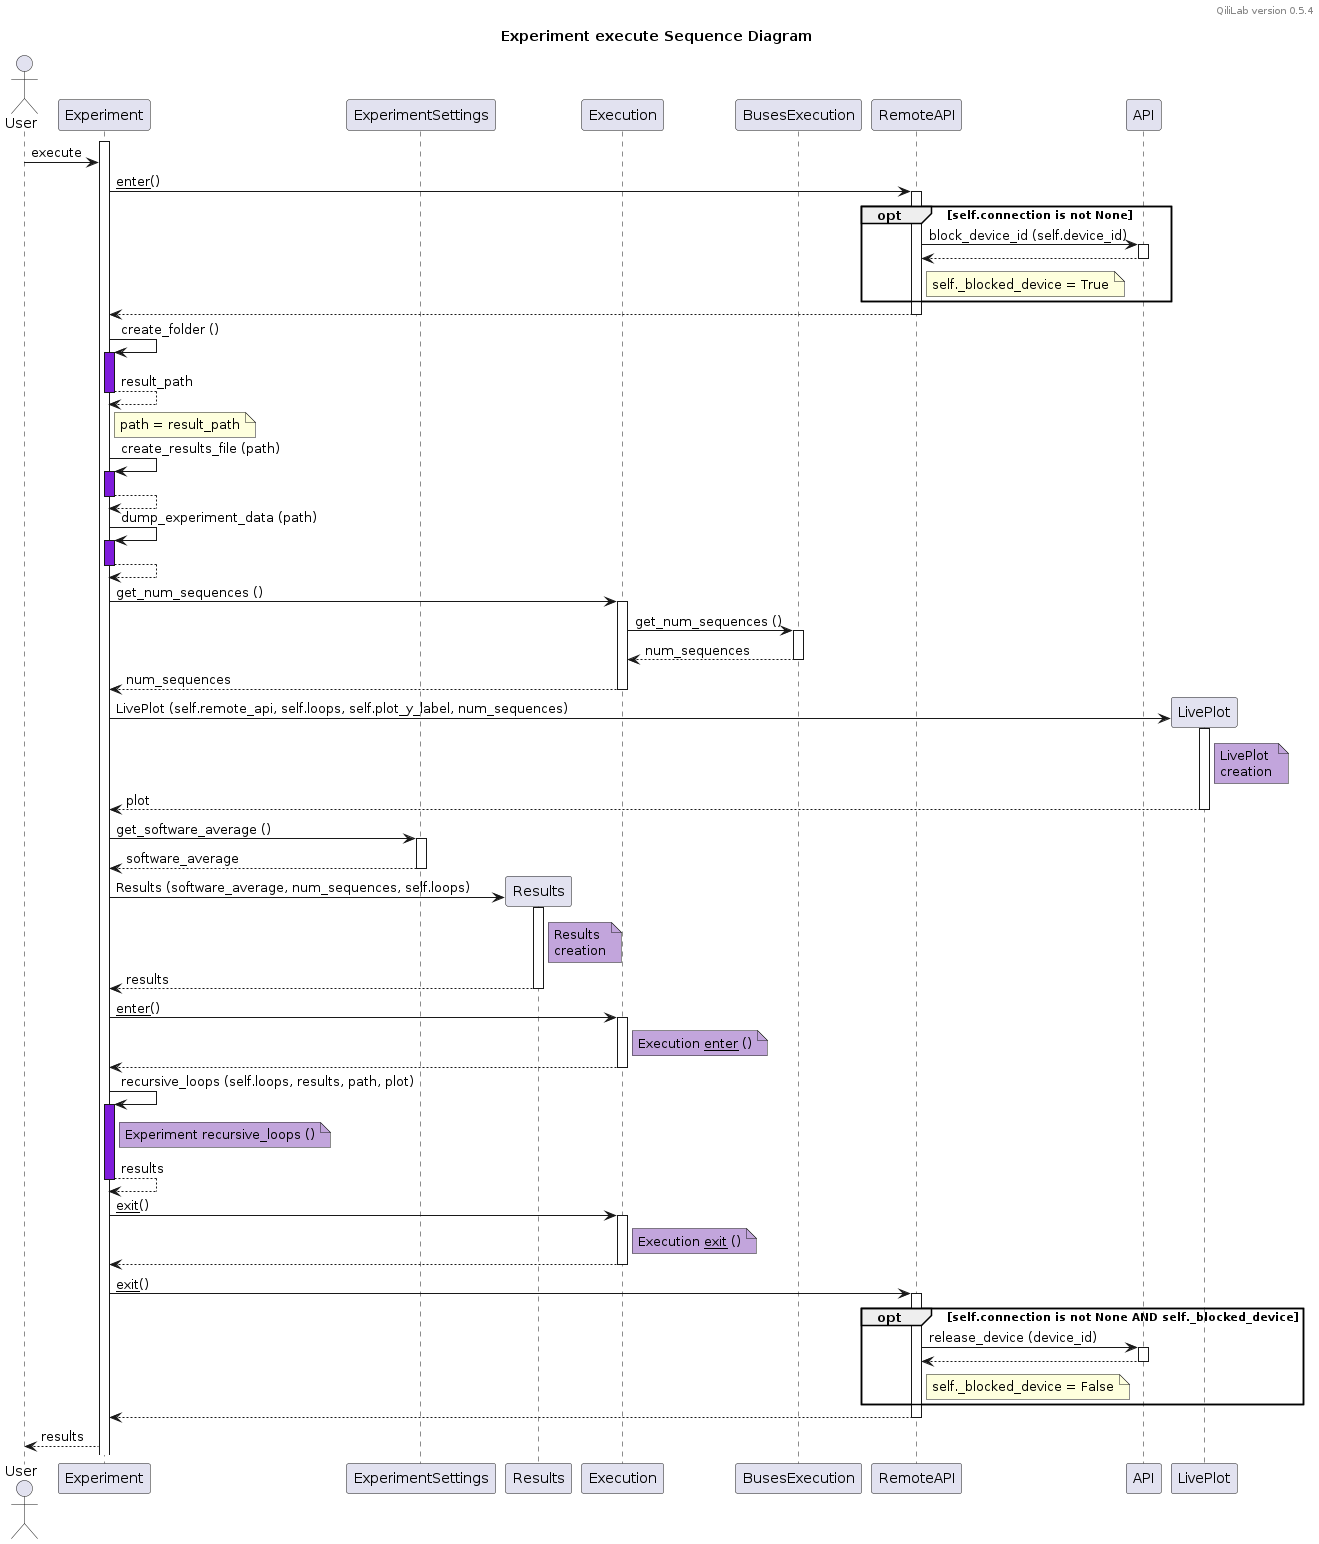 QiliLab version 0.5.4
Experiment execute Sequence Diagram
User
Experiment
ExperimentSettings
Execution
BusesExecution
RemoteAPI
API
execute
enter()
opt
[self.connection is not None]
block_device_id (self.device_id)
self._blocked_device = True
create_folder ()
result_path
path = result_path
create_results_file (path)
dump_experiment_data (path)
get_num_sequences ()
get_num_sequences ()
num_sequences
num_sequences
LivePlot (self.remote_api, self.loops, self.plot_y_label, num_sequences)
LivePlot
LivePlot
creation
plot
get_software_average ()
software_average
Results (software_average, num_sequences, self.loops)
Results
Results
creation
results
enter()
Execution enter ()
recursive_loops (self.loops, results, path, plot)
Experiment recursive_loops ()
results
exit()
Execution exit ()
exit()
opt
[self.connection is not None AND self._blocked_device]
release_device (device_id)
self._blocked_device = False
results
User
Experiment
ExperimentSettings
Results
Execution
BusesExecution
RemoteAPI
API
LivePlot